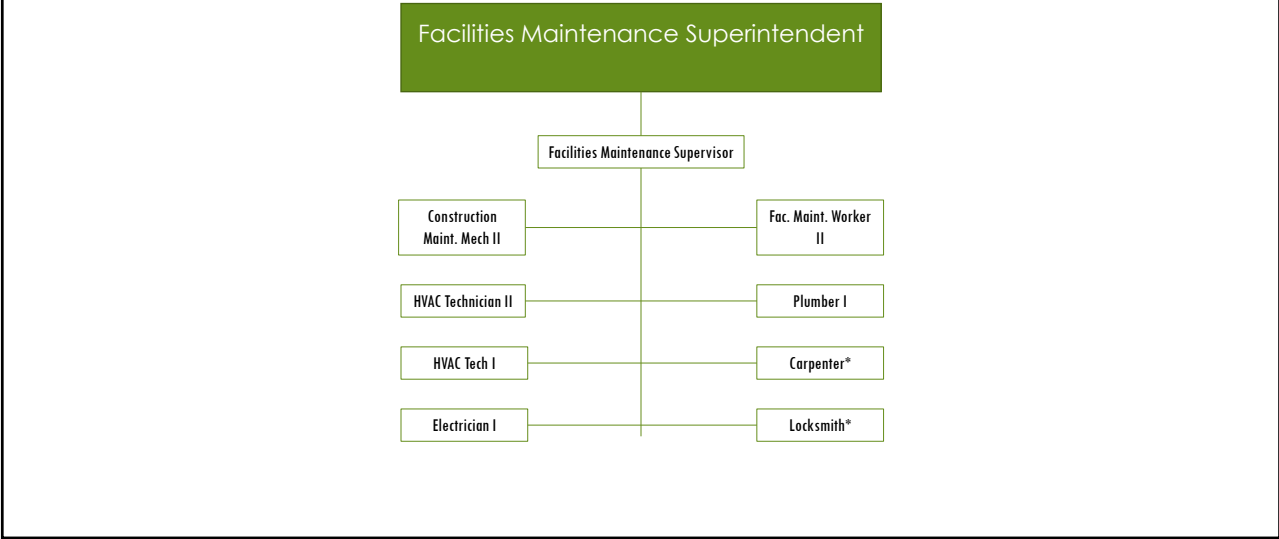 Facilities Maintenance Superintendent
Facilities Maintenance Supervisor
Construction
Maint. Mech II
Fac. Maint. Worker
II
HVAC Technician II
Plumber I
HVAC Tech I
Carpenter*
Electrician I
Locksmith*